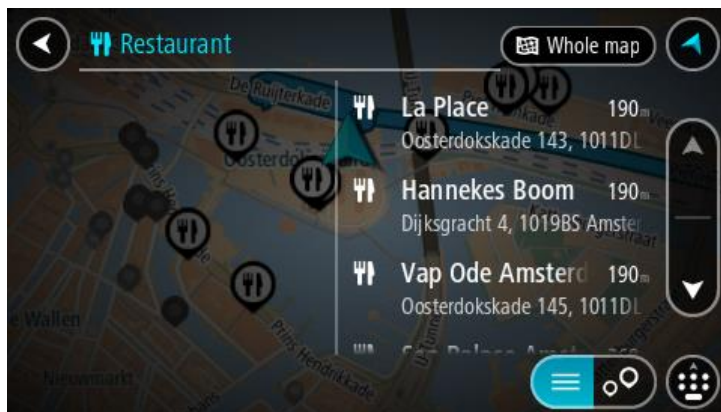 Restaurant
Whole map
De Ruijterkade
La Place 190m
Oosterdokskade 143, 1011DL
Hannekes Boom 190m
Dijksgracht 4, 1019BS Amster
Vap Ode Amsterd 190m
Oosterdokskade 145, 1011DL
Prins Hendrikkade
Nieuwmarkt
e Wallen